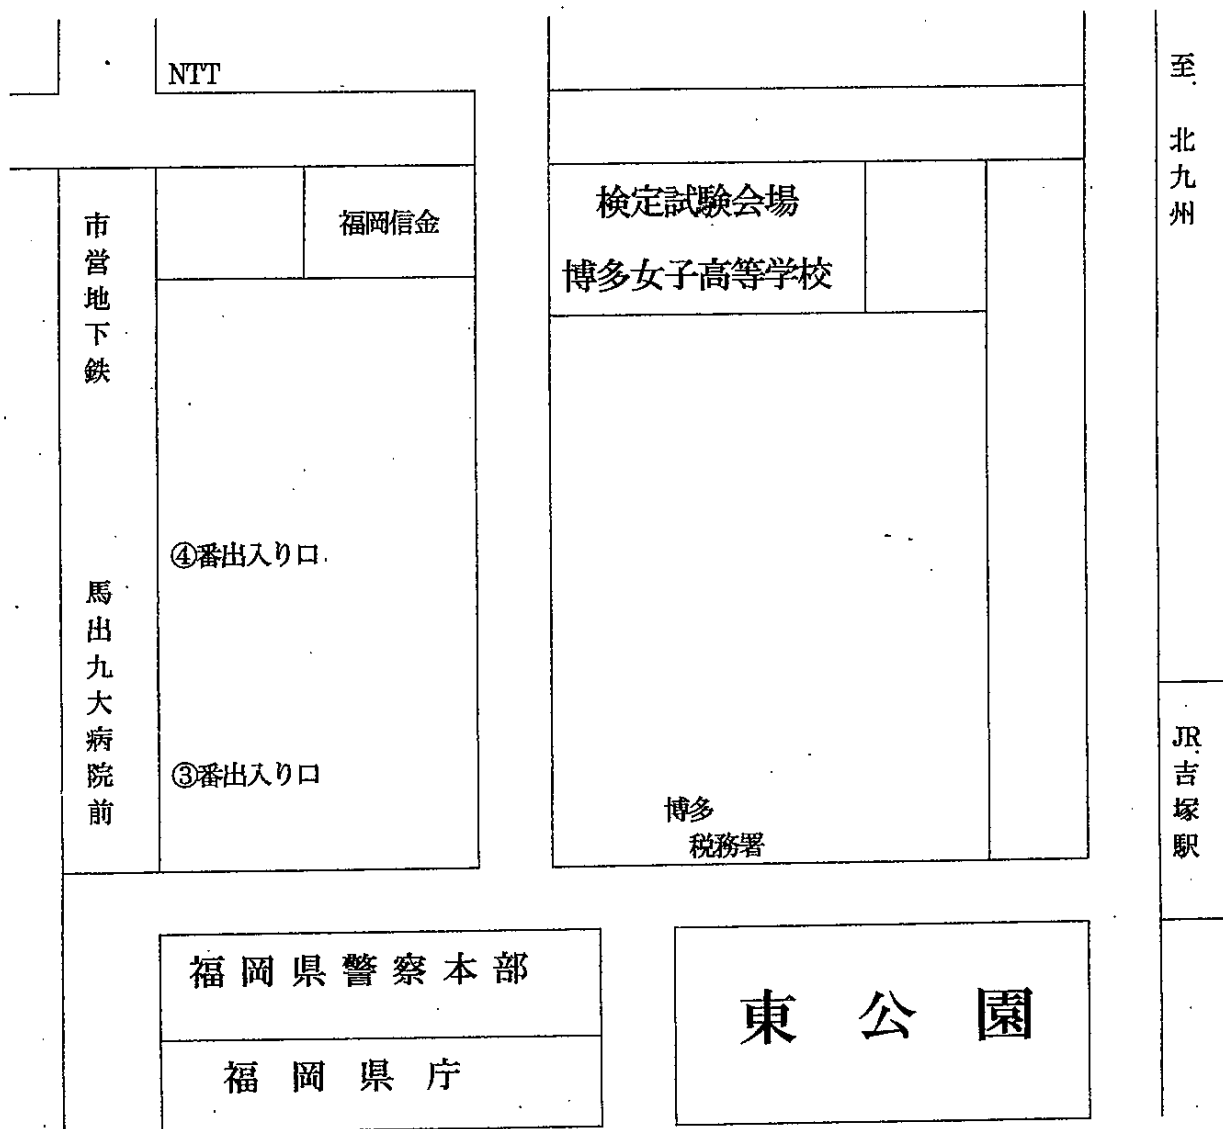 NTT
至 北九州
市営地下鉄
福岡信金
検定試験会場
博多女子高等学校
④番出入り口
馬出九大病院前
③番出入り口
JR吉塚駅
博多
税務署
福岡県警察本部
福岡県庁
東公園